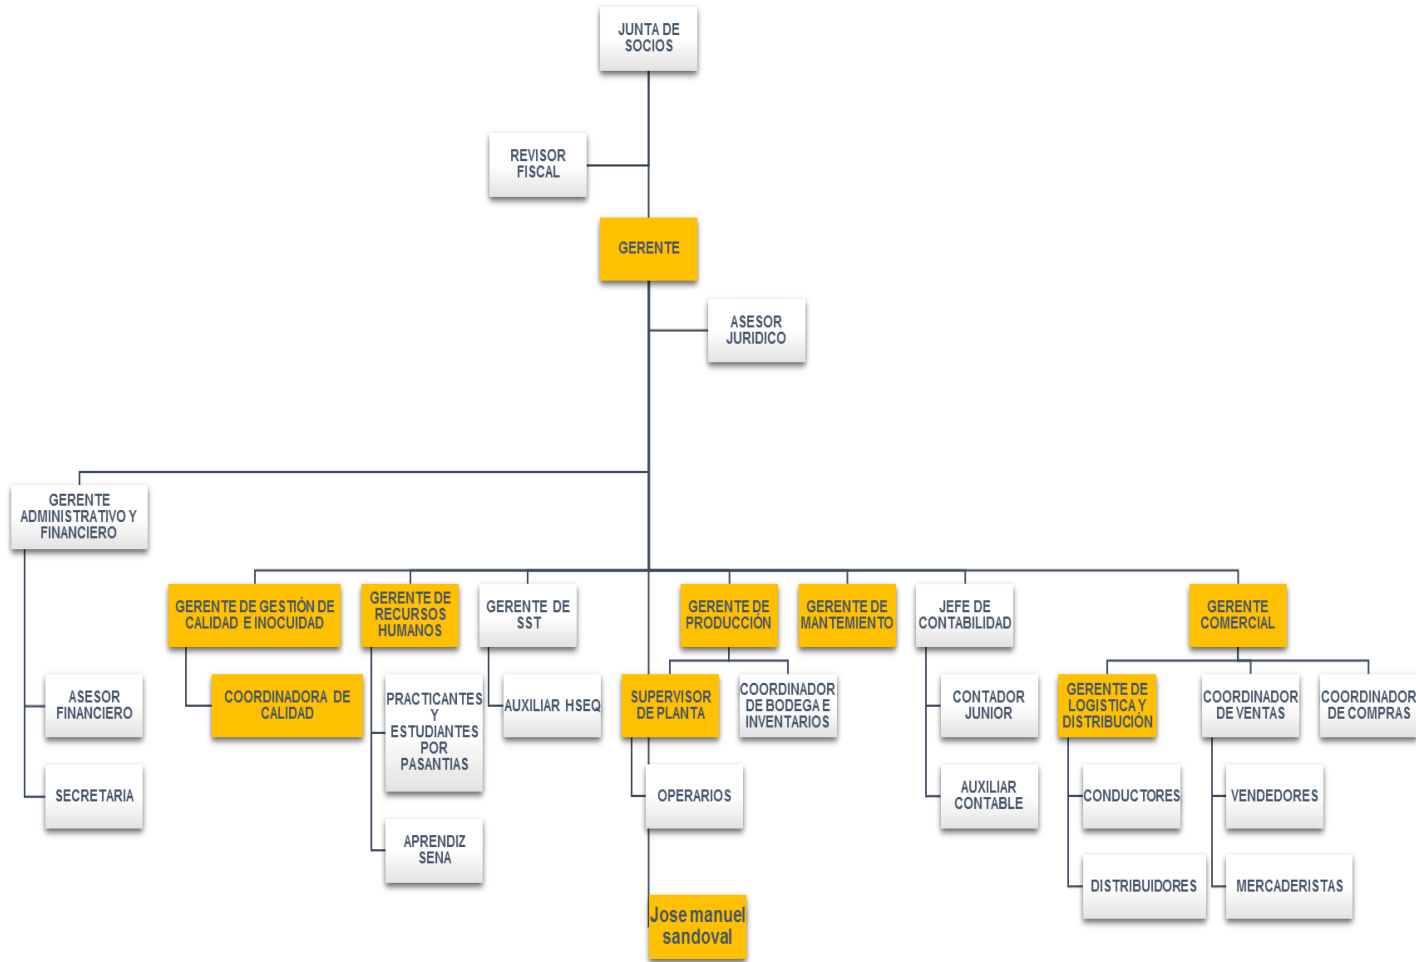 JUNTA DE
SOCIOS
REVISOR
FISCAL
GERENTE
ASESOR
JURIDICO
GERENTE
ADMINISTRATIVO Y
FINANCIERO
ASESOR
FINANCIERO
SECRETARIA
GERENTE DE GESTIÓN DE
CALIDAD E INOCUIDAD
COORDINADORA DE
CALIDAD
GERENTE DE
RECURSOS
HUMANOS
PRACTICANTES
Y
ESTUDIANTES
POR
PASANTIAS
APRENDIZ
SENA
GERENTE DE
SST
AUXILIAR HSEQ
GERENTE DE
PRODUCCIÓN
SUPERVISOR
DE PLANTA
OPERARIOS
COORDINADOR
DE BODEGA E
INVENTARIOS
GERENTE DE
MANTEMIENTO
JEFE DE
CONTABILIDAD
CONTADOR
JUNIOR
AUXILIAR
CONTABLE
GERENTE
COMERCIAL
GERENTE DE
LOGISTICA Y
DISTRIBUCIÓN
CONDUCTORES
DISTRIBUIDORES
COORDINADOR
DE VENTAS
VENDEDORES
MERCADERISTAS
COORDINADOR
DE COMPRAS
Jose manuel
sandoval